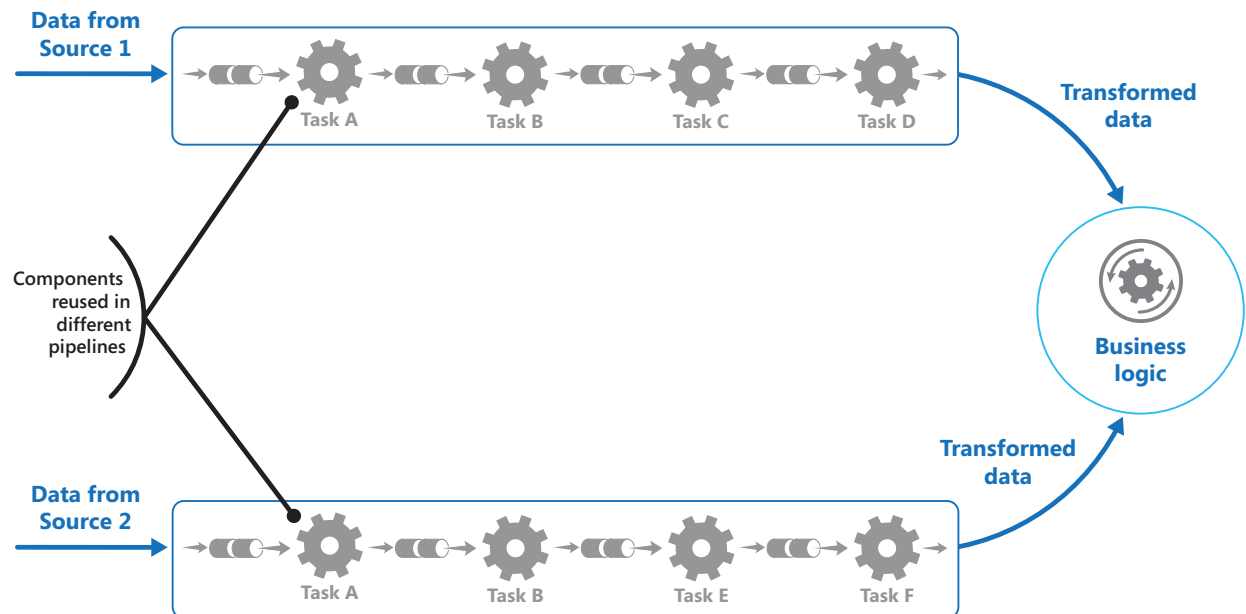 Data from
Source 1
Task A
Task B
Task C
Task D
Transformed
data
Components
reused in
different
pipelines
Business
logic
Transformed
data
Data from
Source 2
Task A
Task B
Task E
Task F